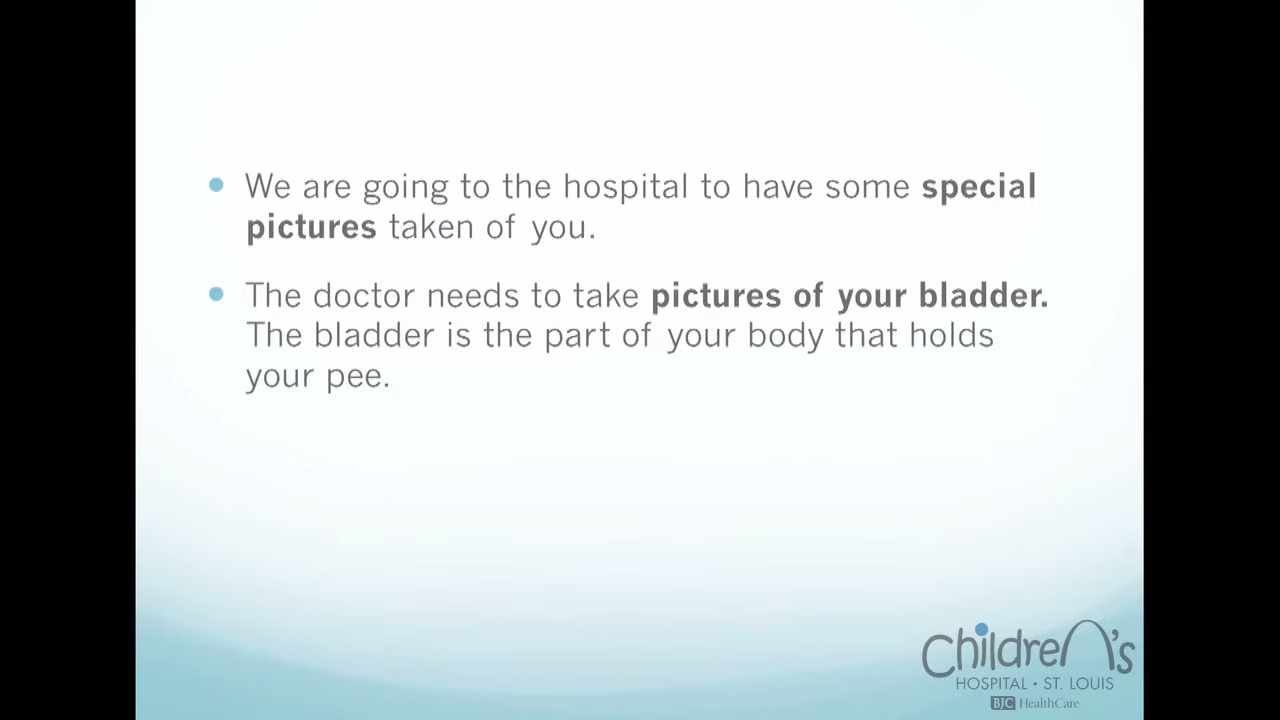 We are going to the hospital to have some special
pictures taken of you.
The doctor needs to take pictures of your bladder.
The bladder is the part of your body that holds
your pee.
Children's
HOSPITAL • ST. LOUIS
BJC HealthCare